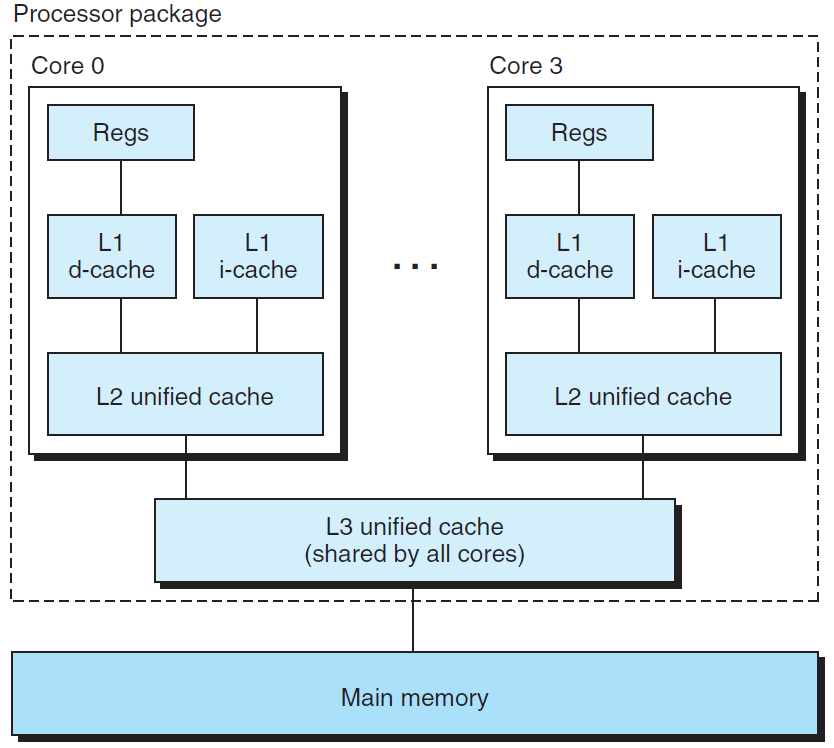 Processor package
Core 0
Regs
L1
d-cache
L1
i-cache
L2 unified cache
. . .
Core 3
Regs
L1
d-cache
L1
i-cache
L2 unified cache
L3 unified cache
(shared by all cores)
Main memory